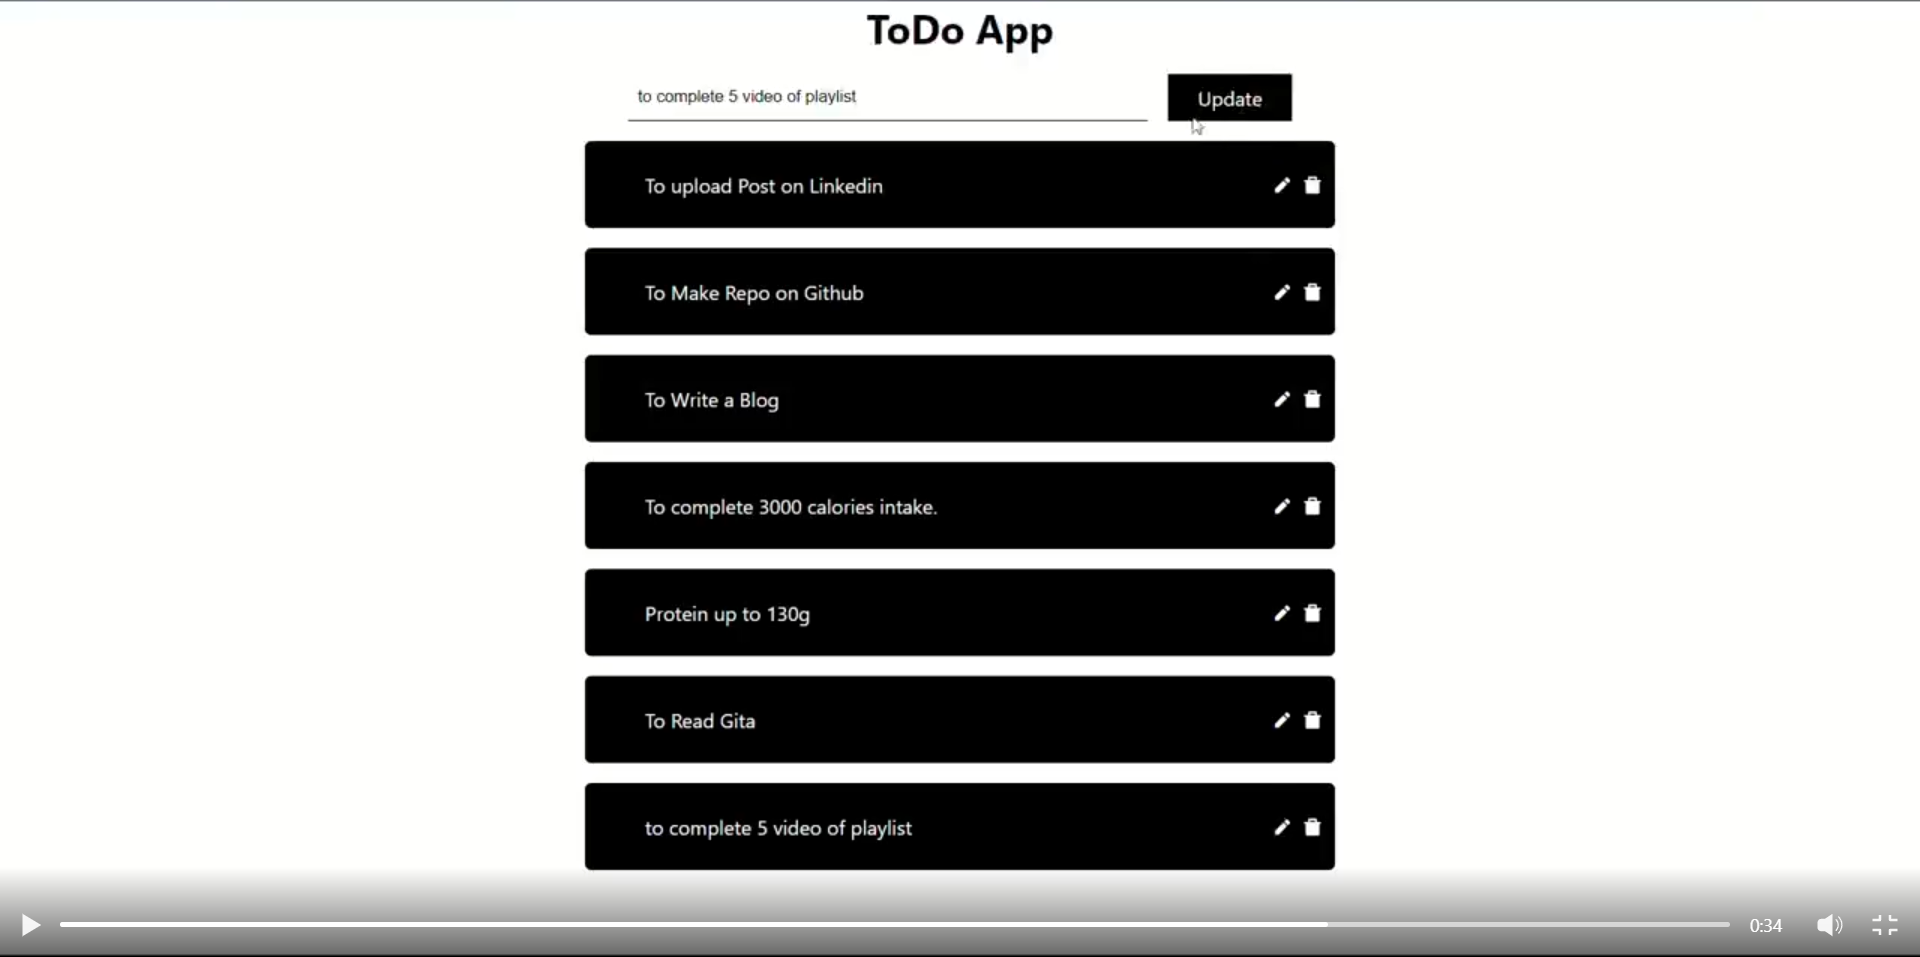 ToDo App
to complete 5 video of playlist
Update
To upload Post on Linkedin
To Make Repo on Github
To Write a Blog
To complete 3000 calories intake.
Protein up to 130g
To Read Gita
to complete 5 video of playlist
0:34